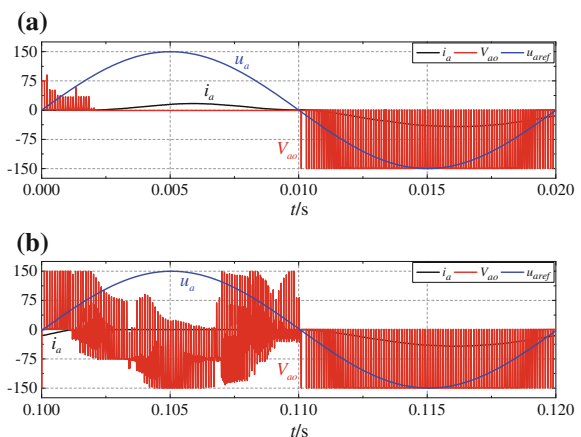 (a)
150
75
0
-75
-150
u_a
i_a
V_ao
i_a V_ao u_aref
0.000 0.005 0.010 0.015 0.020
t/s
(b)
150
75
0
-75
-150
u_a
i_a
V_ao
i_a V_ao u_aref
0.100 0.105 0.110 0.115 0.120
t/s